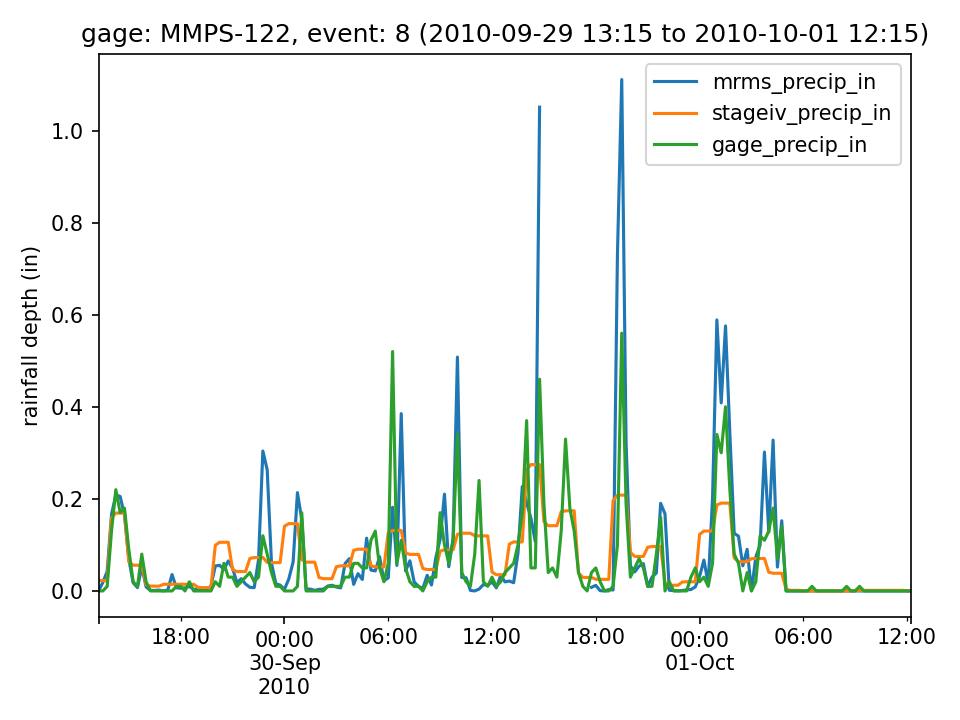 gage: MMPS-122, event: 8 (2010-09-29 13:15 to 2010-10-01 12:15)
mrms_precip_in
stageiv_precip_in
gage_precip_in
rainfall depth (in)
1.0
0.8
0.6
0.4
0.2
0.0
18:00 00:00 06:00 12:00 18:00 00:00 06:00 12:00
30-Sep 01-Oct
2010